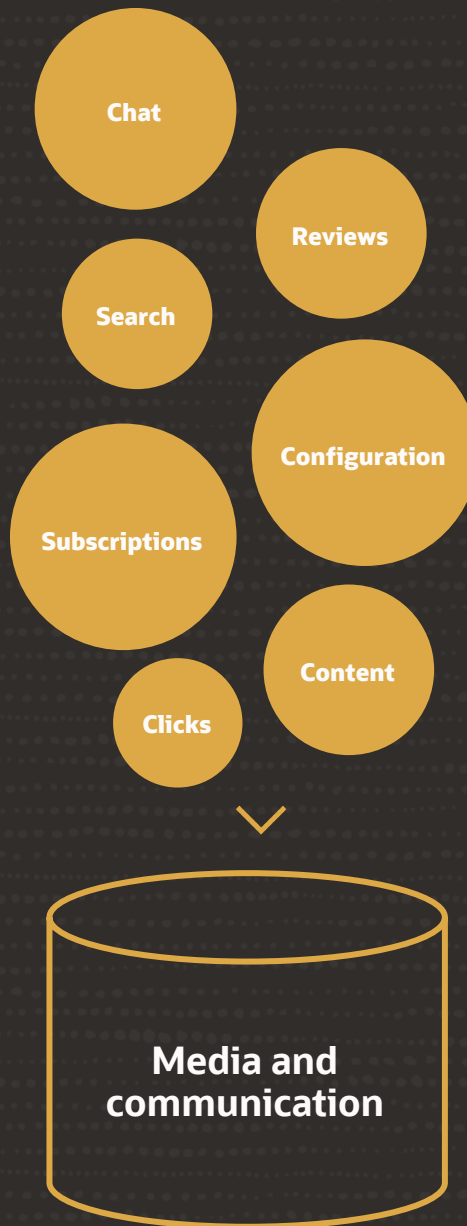 Chat
Reviews
Search
Configuration
Subscriptions
Content
Clicks
Media and
communication